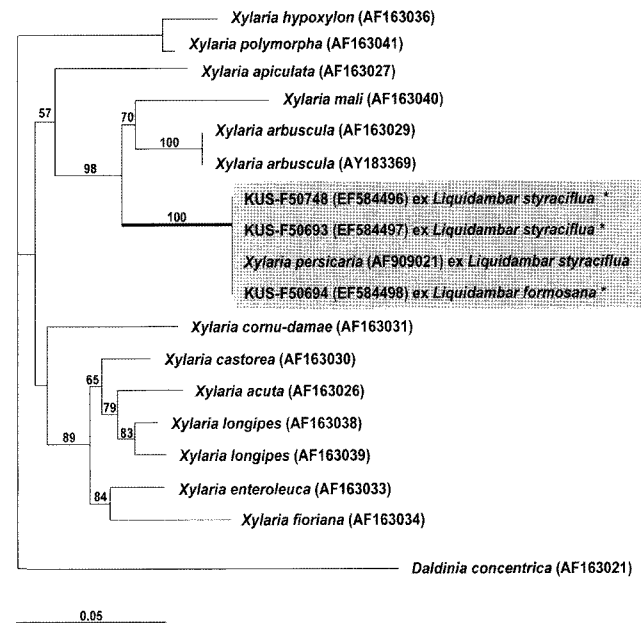 Xylaria hypoxylon (AF163036)
Xylaria polymorpha (AF163041)
Xylaria apiculata (AF163027)
57
Xylaria mali (AF163040)
70
Xylaria arbuscula (AF163029)
100
Xylaria arbuscula (AY183369)
98
KUS-F50748 (EF584496) ex Liquidambar styraciflua *
100
KUS-F50693 (EF584497) ex Liquidambar styraciflua *
Xylaria persicaria (AF909021) ex Liquidambar styraciflua
KUS-F50694 (EF584498) ex Liquidambar formosana *
Xylaria cornu-damae (AF163031)
Xylaria castorea (AF163030)
65
Xylaria acuta (AF163026)
79
Xylaria longipes (AF163038)
83
89
Xylaria longipes (AF163039)
Xylaria enteroleuca (AF163033)
84
Xylaria fioriana (AF163034)
Daldinia concentrica (AF163021)
0.05